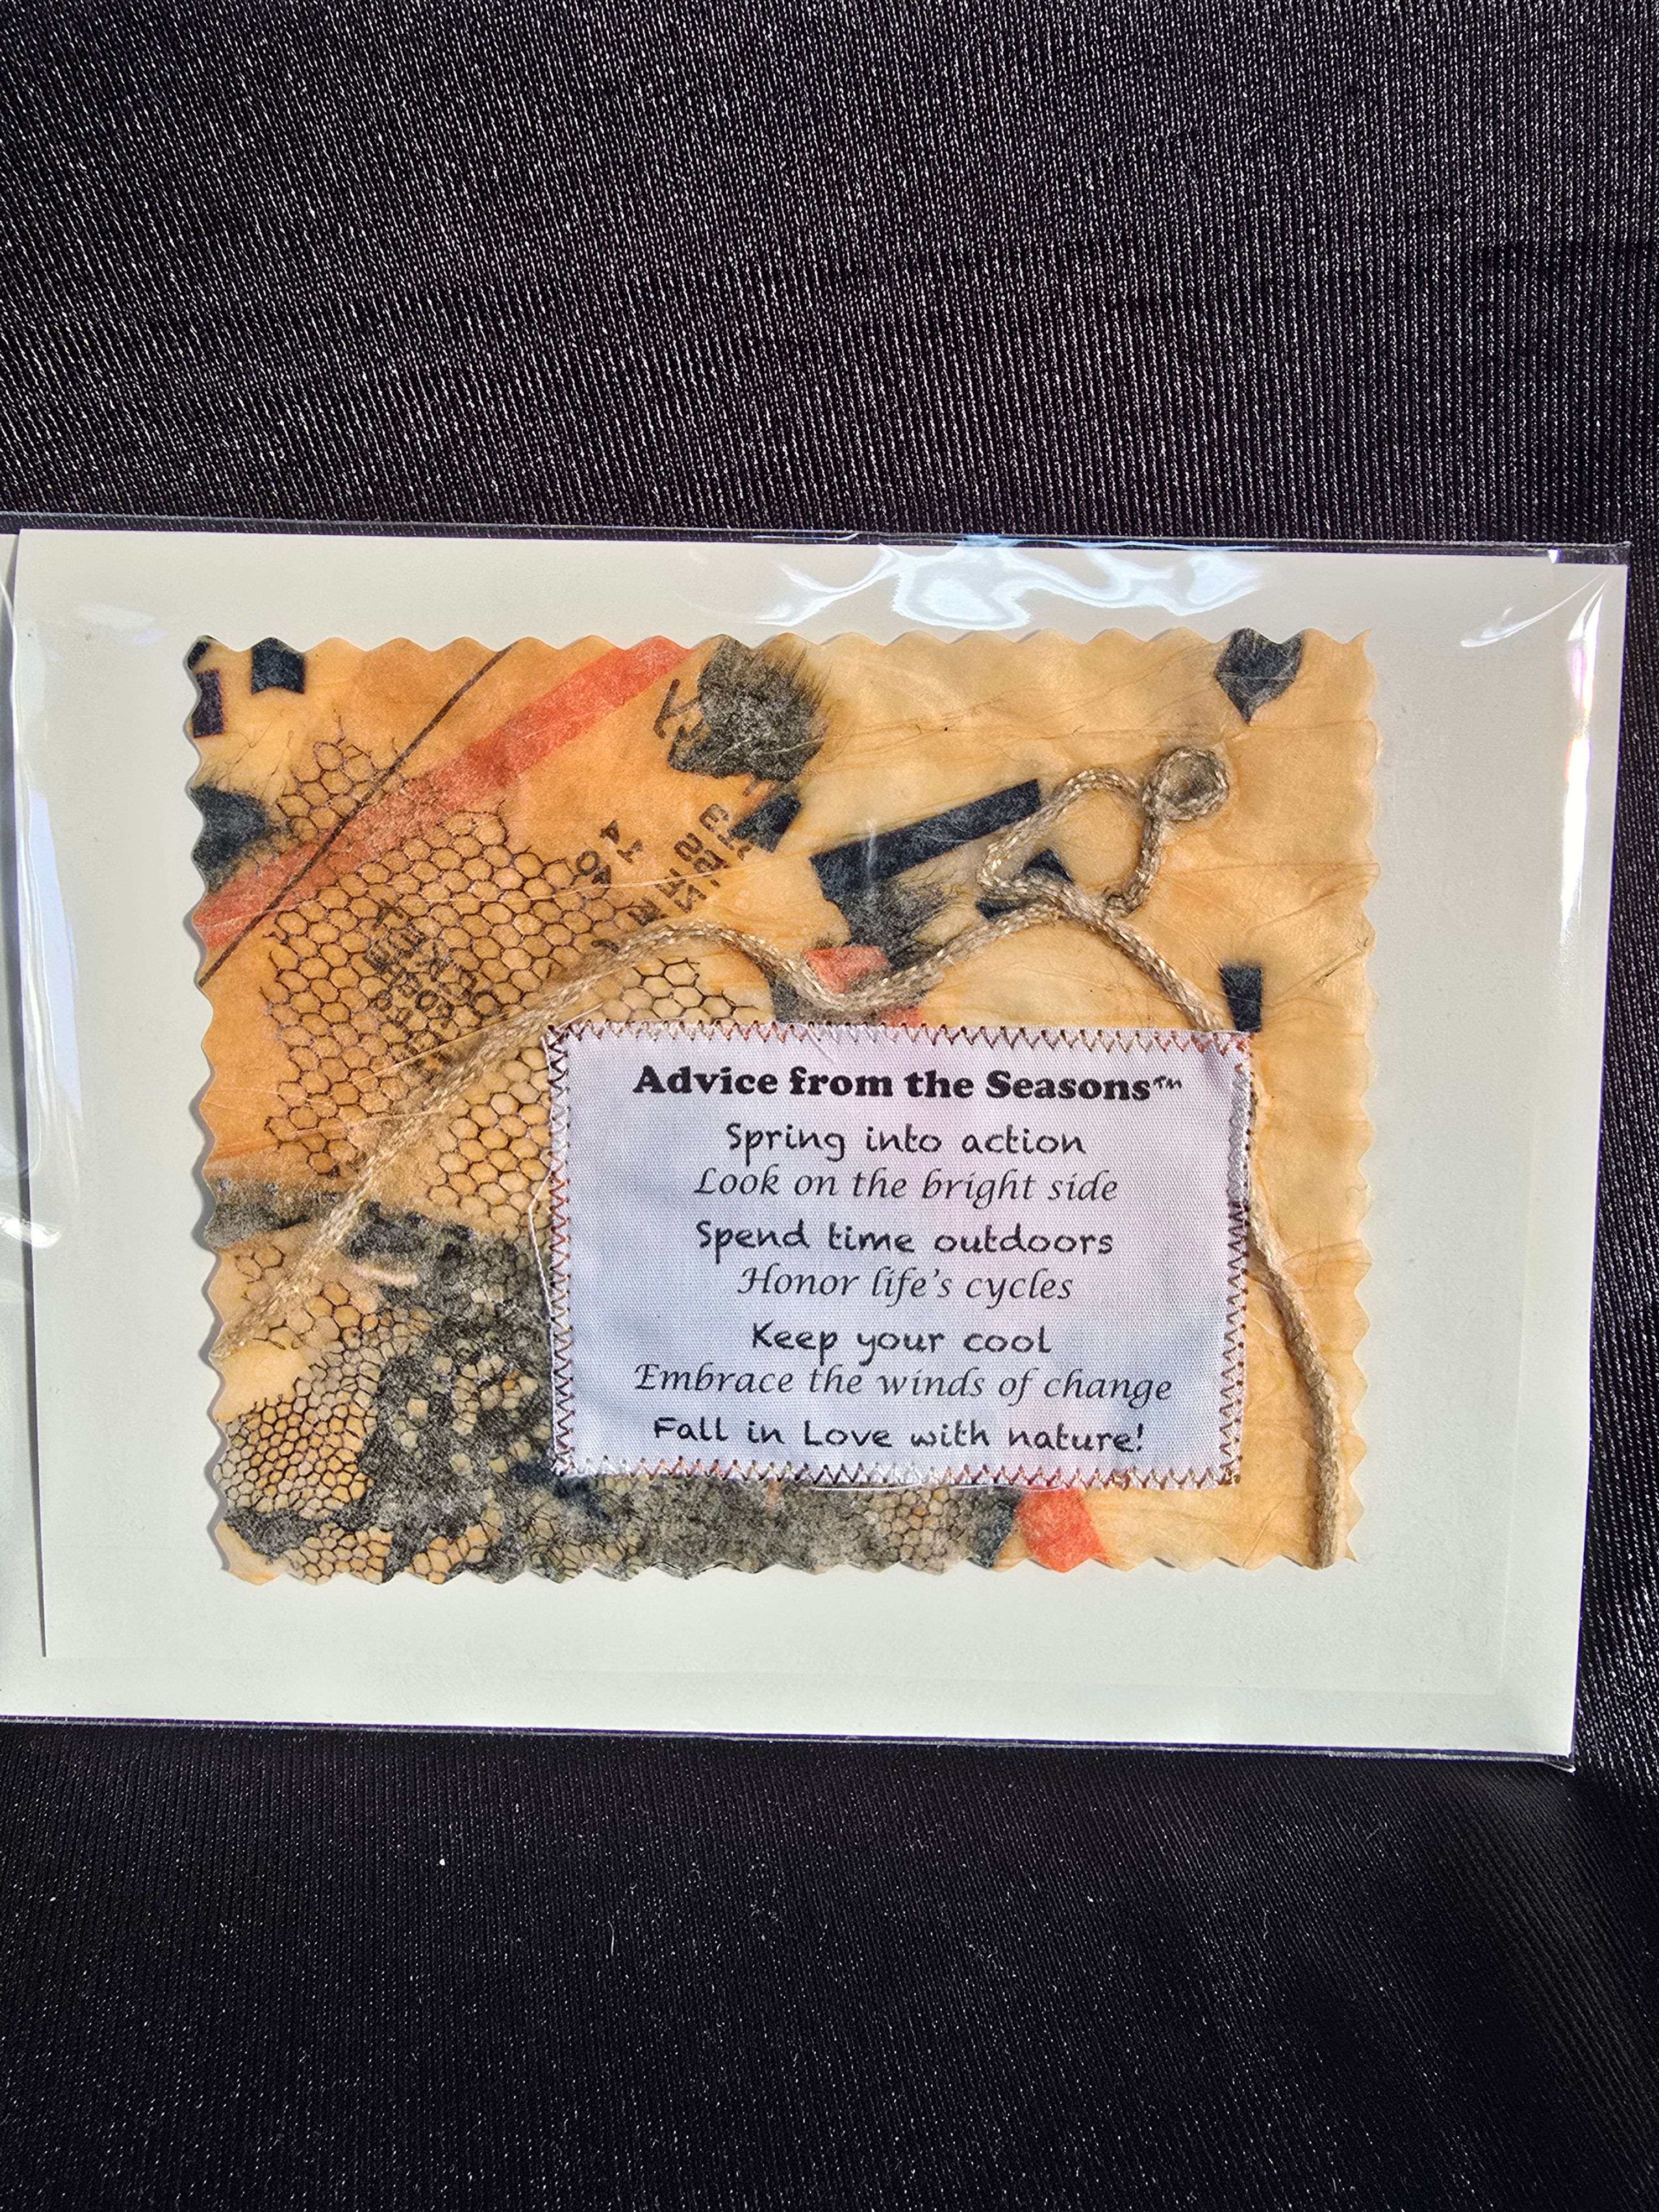 Advice from the Seasons™
Spring into action
Look on the bright side
Spend time outdoors
Honor life's cycles
Keep your cool
Embrace the winds of change
Fall in Love with nature!